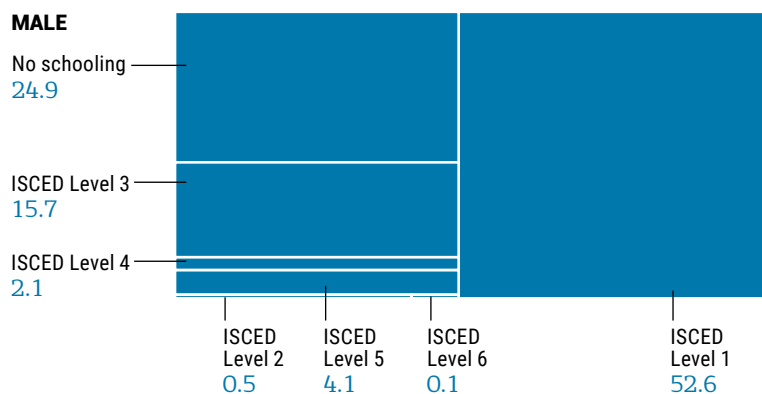 MALE
No schooling
24.9
ISCED Level 3
15.7
ISCED Level 4
2.1
ISCED
Level 2
0.5
ISCED
Level 5
4.1
ISCED
Level 6
0.1
ISCED
Level 1
52.6